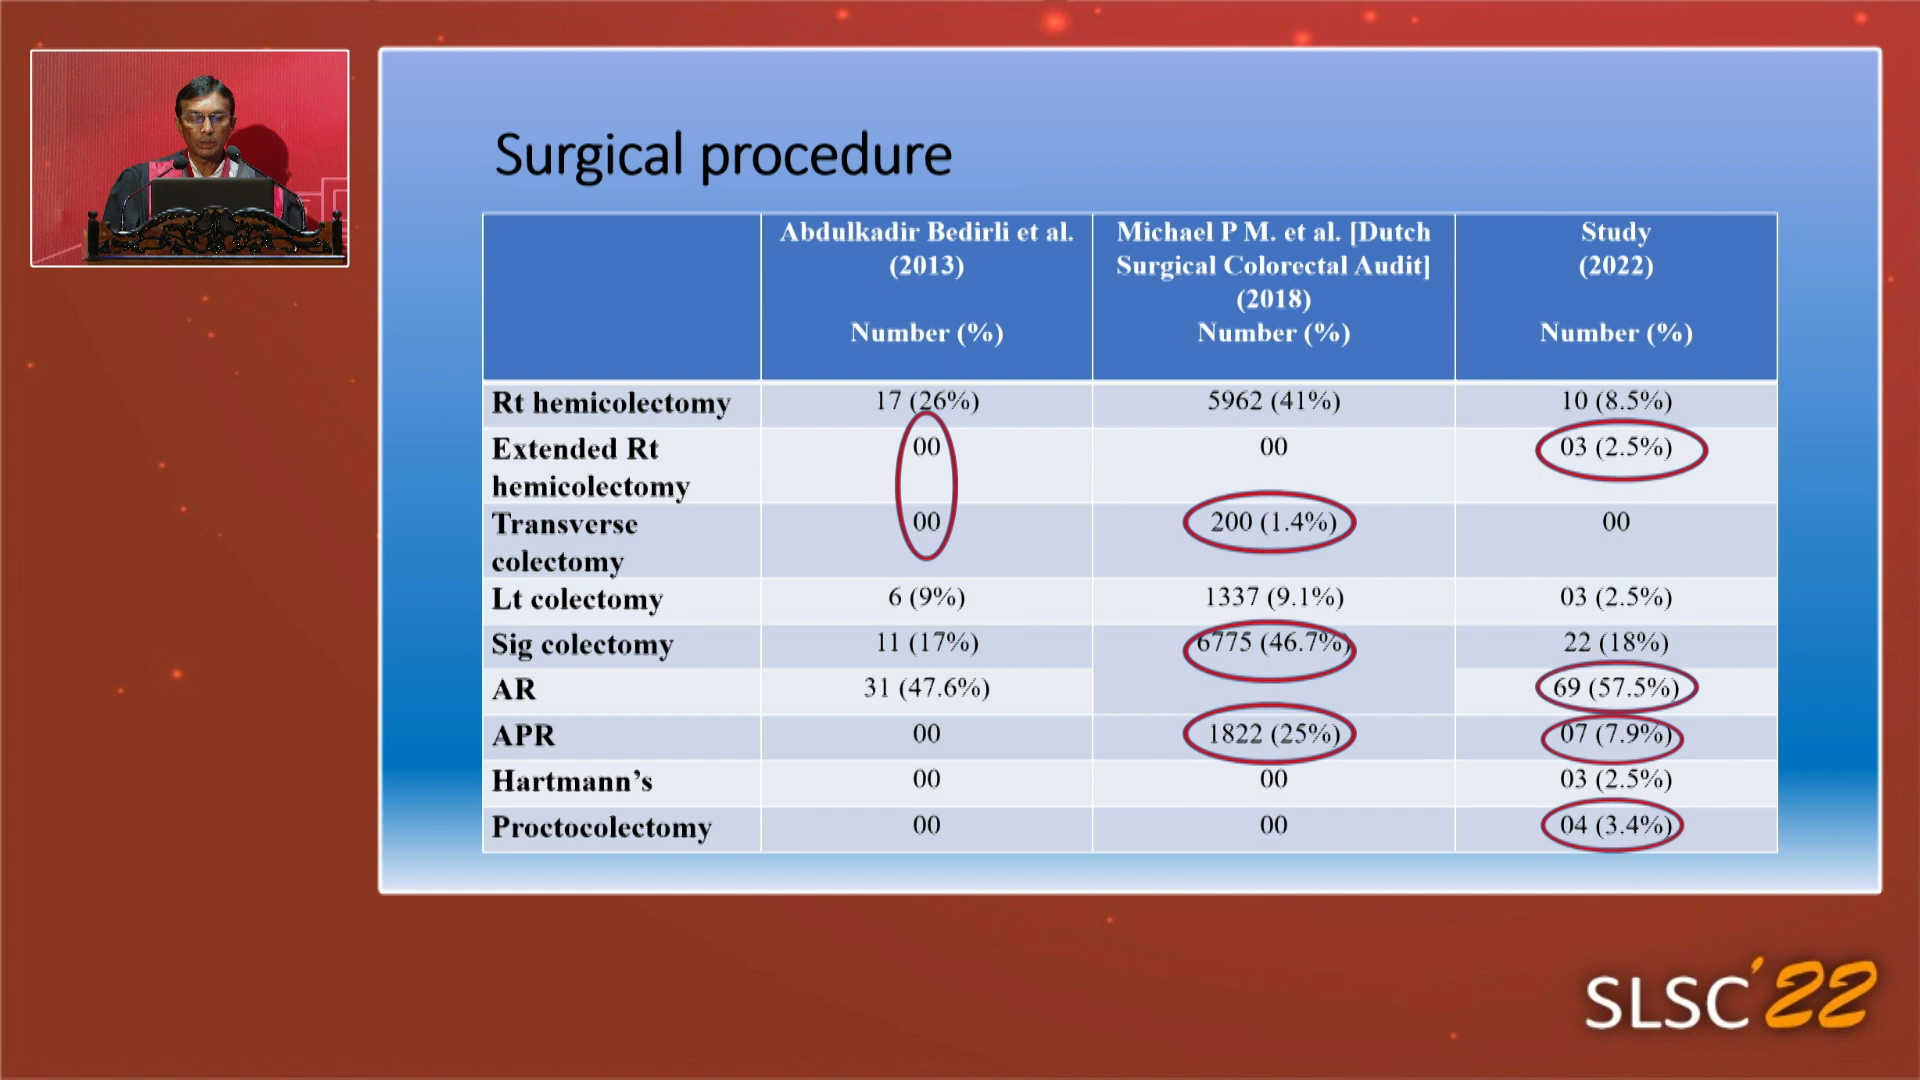 Surgical procedure
Abdulkadir Bedirli et al.
(2013)
Number (%)
Michael P M. et al. [Dutch
Surgical Colorectal Audit]
(2018)
Number (%)
Study
(2022)
Number (%)
Rt hemicolectomy
17 (26%)
5962 (41%)
10 (8.5%)
Extended Rt
hemicolectomy
00
00
03 (2.5%)
Transverse
colectomy
00
200 (1.4%)
00
Lt colectomy
6 (9%)
1337 (9.1%)
03 (2.5%)
Sig colectomy
11 (17%)
6775 (46.7%)
22 (18%)
AR
31 (47.6%)
69 (57.5%)
APR
00
1822 (25%)
07 (7.9%)
Hartmann’s
00
00
03 (2.5%)
Proctocolectomy
00
00
04 (3.4%)
SLSC’22